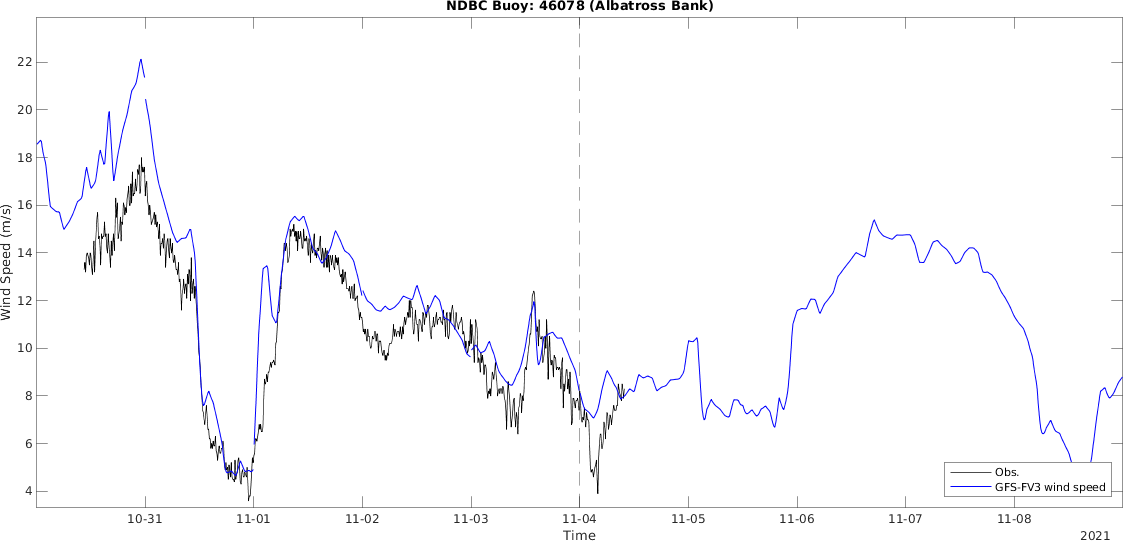 NDBC Buoy: 46078 (Albatross Bank)
Wind Speed (m/s)
22
20
18
16
14
12
10
8
6
4
Obs.
GFS-FV3 wind speed
10-31 11-01 11-02 11-03 11-04 11-05 11-06 11-07 11-08
Time
2021